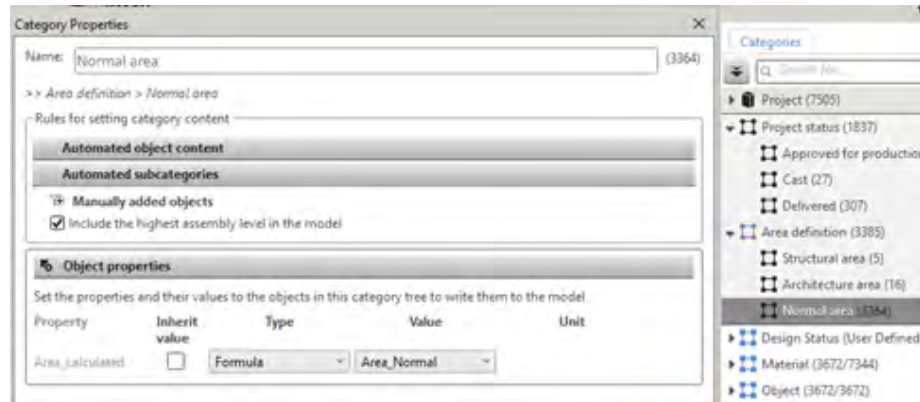 Category Properties
Name: Normal area (3364)
>> Area definition > Normal area
Rules for setting category content
Automated object content
Automated subcategories
Manually added objects
Include the highest assembly level in the model
Object properties
Set the properties and their values to the objects in this category tree to write them to the model
Property Inherit value Type Value Unit
Area_calculated Formula Area_Normal
Categories
Project (7505)
Project status (1837)
Approved for production
Cast (27)
Delivered (307)
Area definition (3385)
Structural area (5)
Architecture area (16)
Normal area (3364)
Design Status (User Defined
Material (3672/7344)
Object (3672/3672)